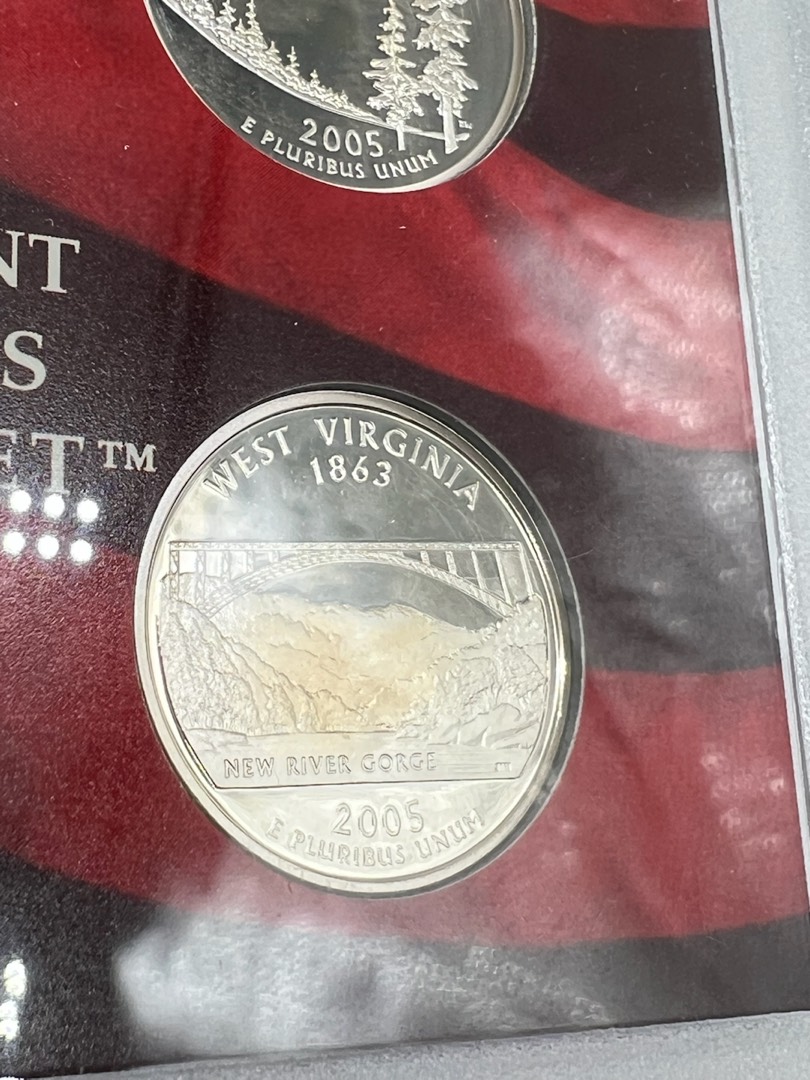 2005
E PLURIBUS UNUM
NT
S
ET™
WEST VIRGINIA
1863
NEW RIVER GORGE
2005
E PLURIBUS UNUM